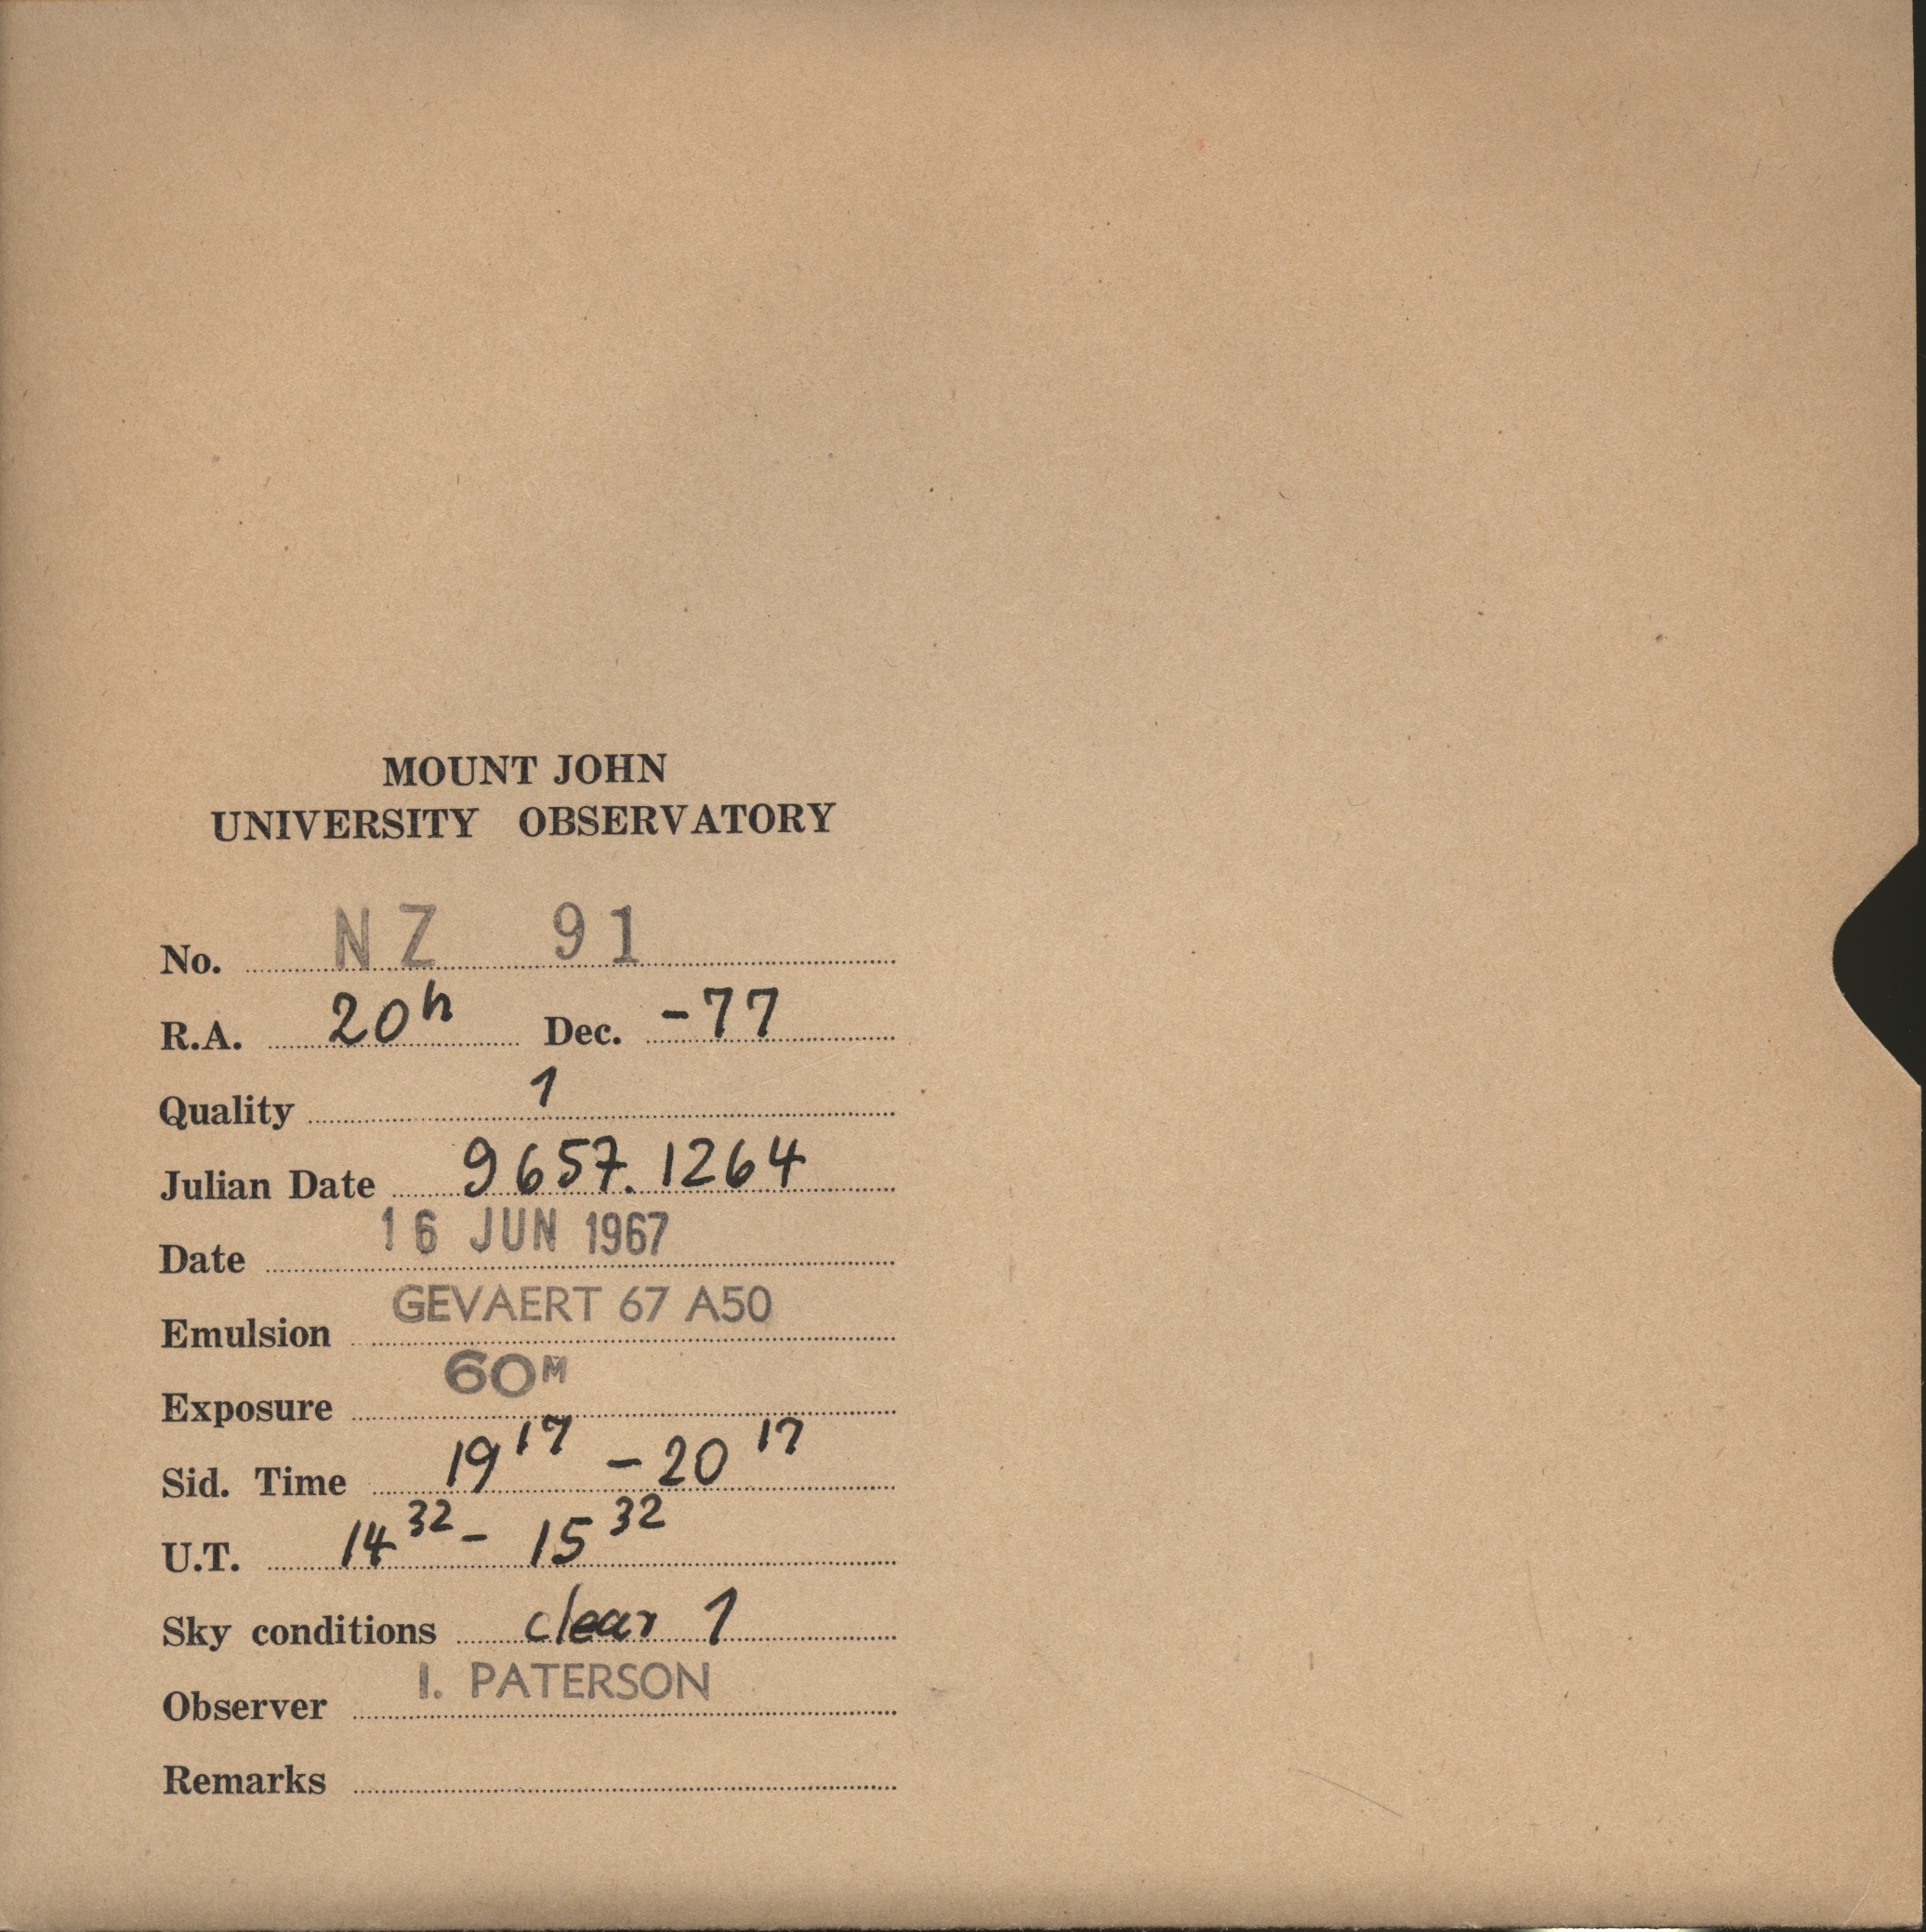 MOUNT JOHN
UNIVERSITY OBSERVATORY
No. NZ 91
R.A. 20h Dec. -77
Quality 1
Julian Date 9657.1264
Date 16 JUN 1967
Emulsion GEVAERT 67 A50
Exposure 60M
Sid. Time 19 17 - 20 17
U.T. 14 32 - 15 32
Sky conditions clear 1
Observer I. PATERSON
Remarks